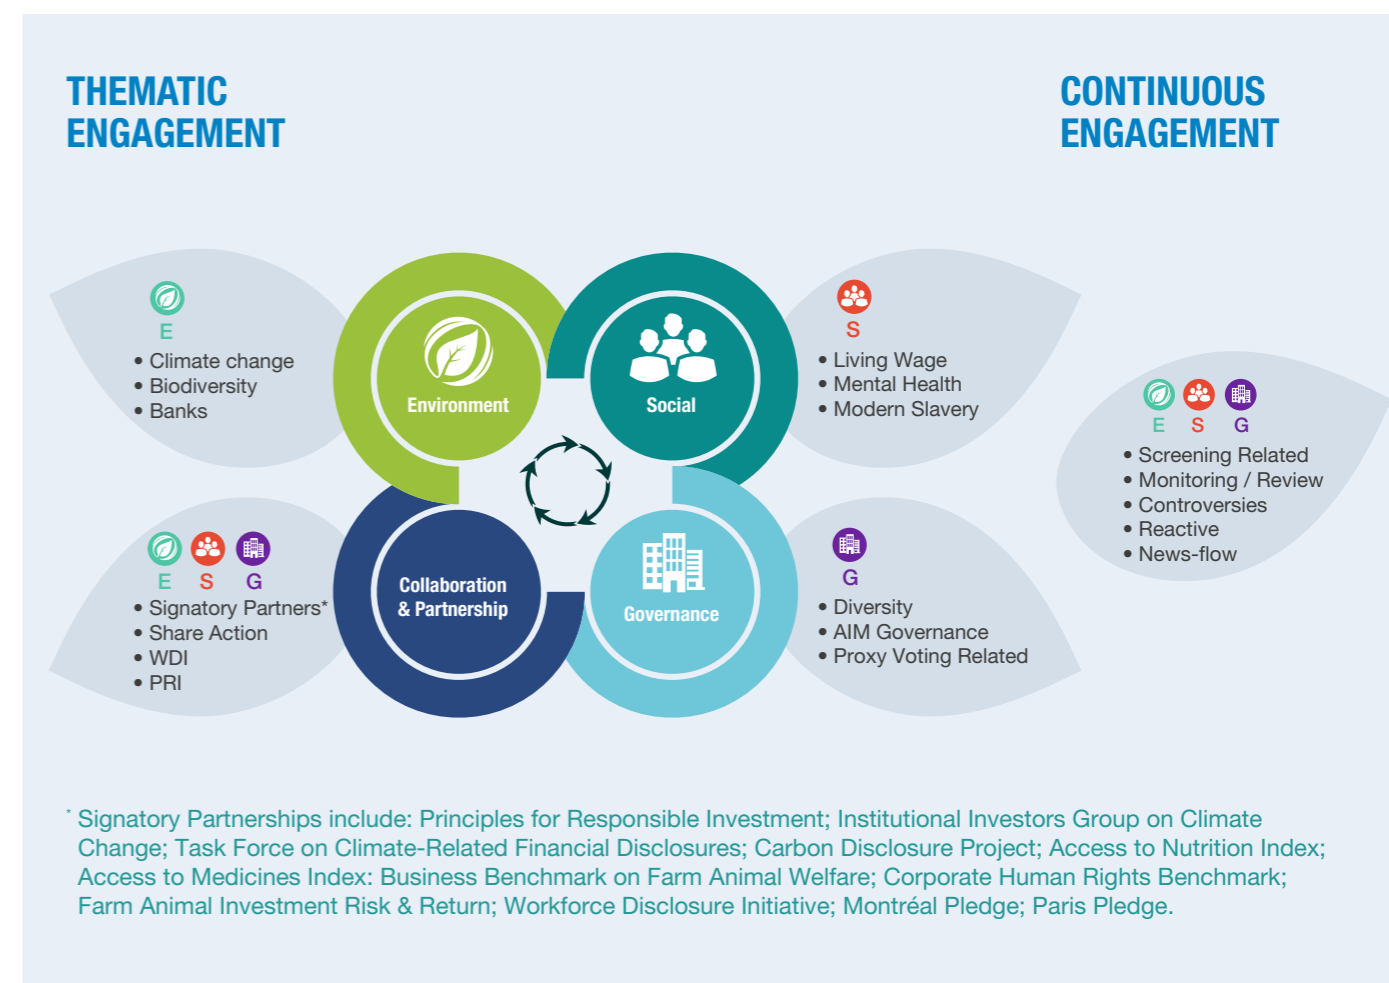 THEMATIC
ENGAGEMENT
CONTINUOUS
ENGAGEMENT
E
• Climate change
• Biodiversity
• Banks
Environment
Social
S
• Living Wage
• Mental Health
• Modern Slavery
E S G
• Signatory Partners*
• Share Action
• WDI
• PRI
Collaboration
& Partnership
Governance
G
• Diversity
• AIM Governance
• Proxy Voting Related
E S G
• Screening Related
• Monitoring / Review
• Controversies
• Reactive
• News-flow
* Signatory Partnerships include: Principles for Responsible Investment; Institutional Investors Group on Climate
Change; Task Force on Climate-Related Financial Disclosures; Carbon Disclosure Project; Access to Nutrition Index;
Access to Medicines Index: Business Benchmark on Farm Animal Welfare; Corporate Human Rights Benchmark;
Farm Animal Investment Risk & Return; Workforce Disclosure Initiative; Montréal Pledge; Paris Pledge.